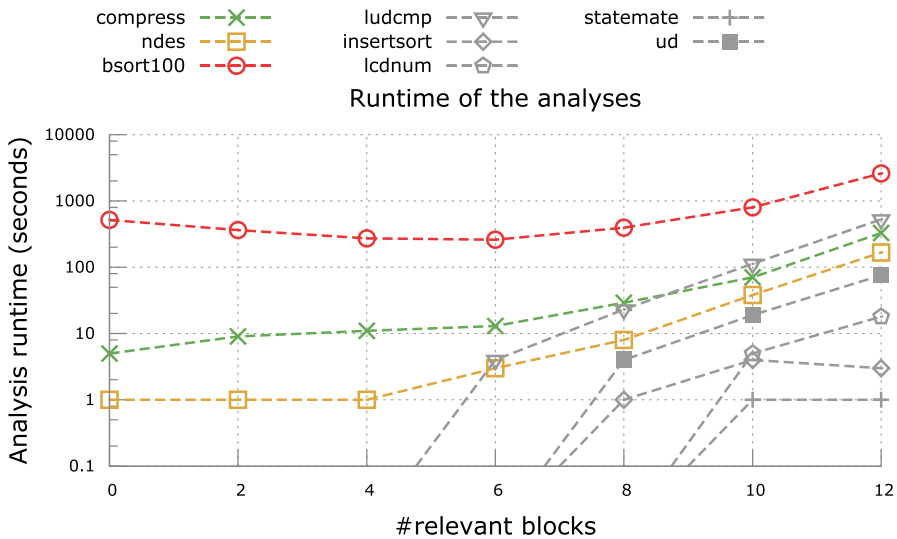 compress
ndes
bsort100
ludcmp
insertsort
lcdnum
statemate
ud
Runtime of the analyses
Analysis runtime (seconds)
10000
1000
100
10
1
0.1
0 2 4 6 8 10 12
#relevant blocks